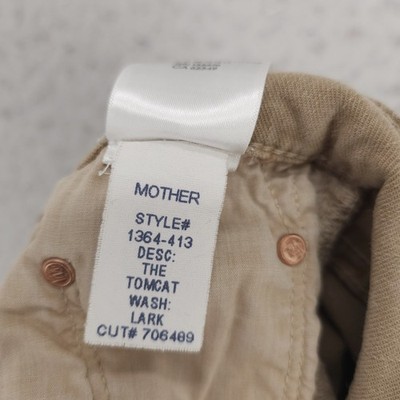 MOTHER
STYLE#
1364-413
DESC:
THE
TOMCAT
WASH:
LARK
CUT# 706489